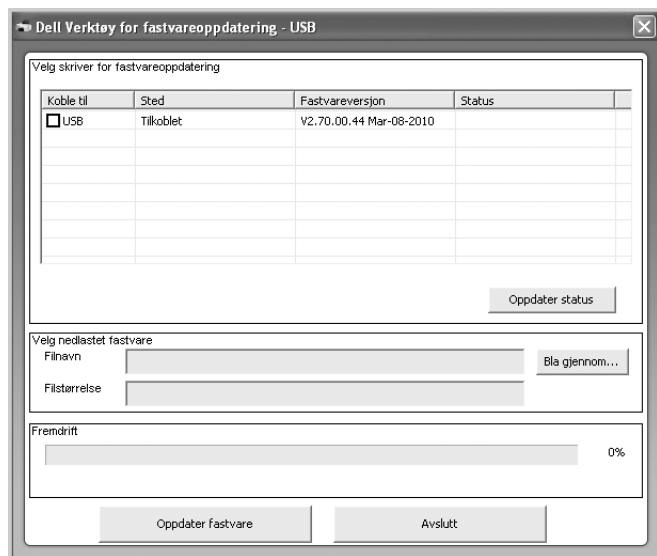 Dell Verktøy for fastvareoppdatering - USB
Velg skriver for fastvareoppdatering
Koble til Sted Fastvareversjon Status
USB Tilkoblet V2.70.00.44 Mar-08-2010
Oppdater status
Velg nedlastet fastvare
Filnavn Bla gjennom...
Filstørrelse
Fremdrift
0%
Oppdater fastvare Avslutt